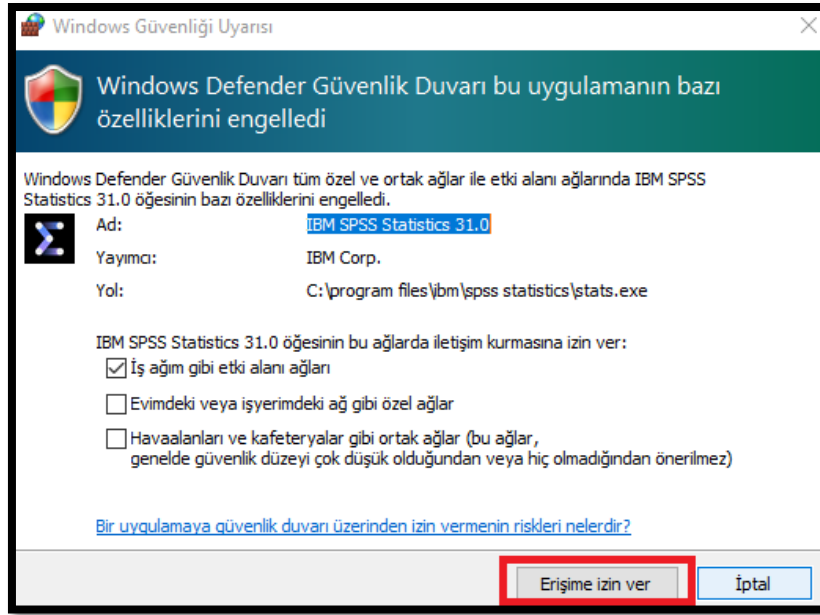 Windows Güvenliği Uyarısı
Windows Defender Güvenlik Duvarı bu uygulamanın bazı
özelliklerini engelledi
Windows Defender Güvenlik Duvarı tüm özel ve ortak ağlar ile etki alanı ağlarında IBM SPSS
Statistics 31.0 öğesinin bazı özelliklerini engelledi.
Ad: IBM SPSS Statistics 31.0
Yayımcı: IBM Corp.
Yol: C:\program files\ibm\spss statistics\stats.exe
IBM SPSS Statistics 31.0 öğesinin bu ağlarda iletişim kurmasına izin ver:
İş ağım gibi etki alanı ağları
Evimdeki veya işyerimdeki ağ gibi özel ağlar
Havaalanları ve kafeteryalar gibi ortak ağlar (bu ağlar,
genelde güvenlik düzeyi çok düşük olduğundan veya hiç olmadığından önerilmez)
Bir uygulamaya güvenlik duvarı üzerinden izin vermenin riskleri nelerdir?
Erişime izin ver İptal